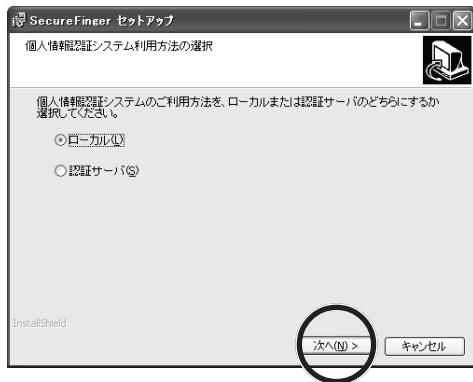 SecureFinger セットアップ
個人情報認証システム利用方法の選択
個人情報認証システムのご利用方法を、ローカルまたは認証サーバのどちらにするか
選択してください。
ローカル(L)
認証サーバ(S)
InstallShield
次へ(N) >
キャンセル